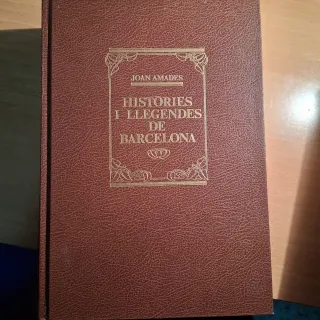 JOAN AMADES
HISTÒRIES
I LLEGENDES
DE
BARCELONA